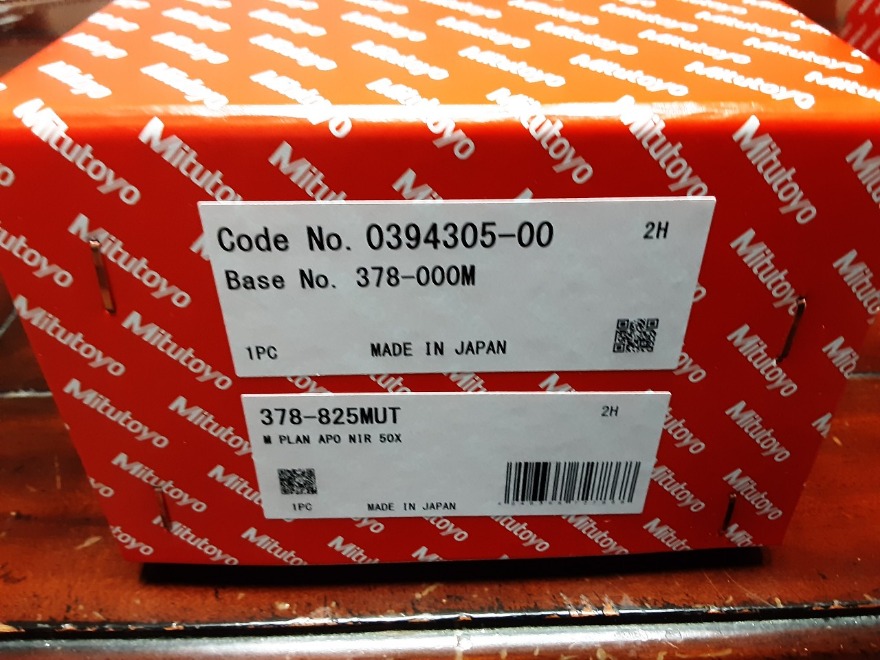 Mitutoyo
Code No. 0394305-00
2H
Base No. 378-000M
1PC
MADE IN JAPAN
378-825MUT
2H
M PLAN APO NIR 50X
1PC
MADE IN JAPAN